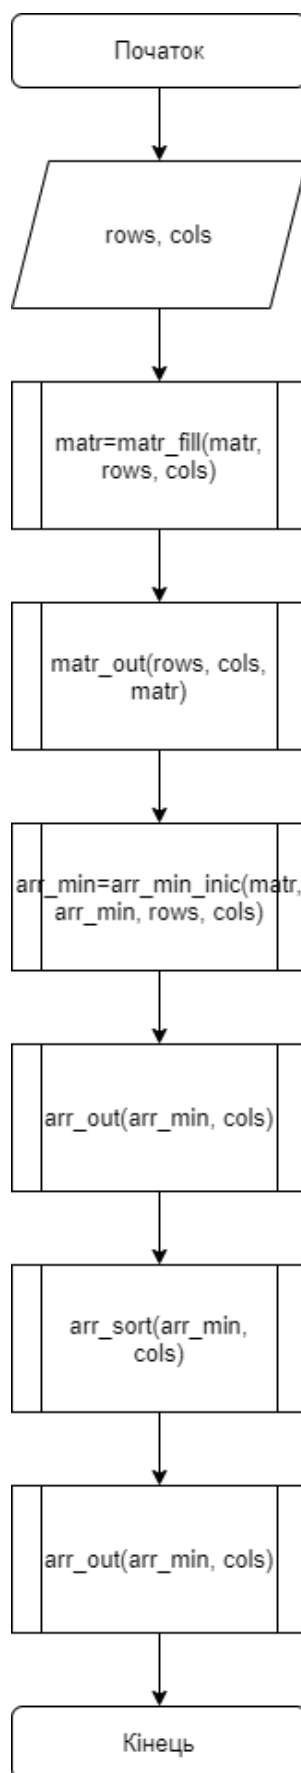 Початок
rows, cols
matr=matr_fill(matr,
rows, cols)
matr_out(rows, cols,
matr)
arr_min=arr_min_inic(matr,
arr_min, rows, cols)
arr_out(arr_min, cols)
arr_sort(arr_min,
cols)
arr_out(arr_min, cols)
Кінець